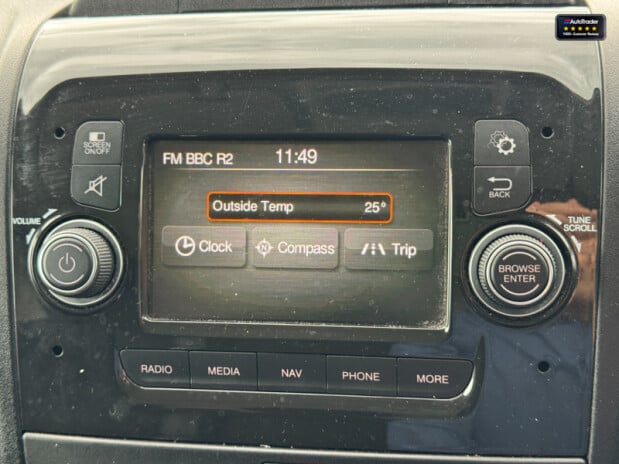 AutoTrader
SCREEN
ON/OFF
FM BBC R2
11:49
BACK
Outside Temp 25°
VOLUME
TUNE
SCROLL
Clock
N
Compass
Trip
BROWSE
ENTER
RADIO
MEDIA
NAV
PHONE
MORE